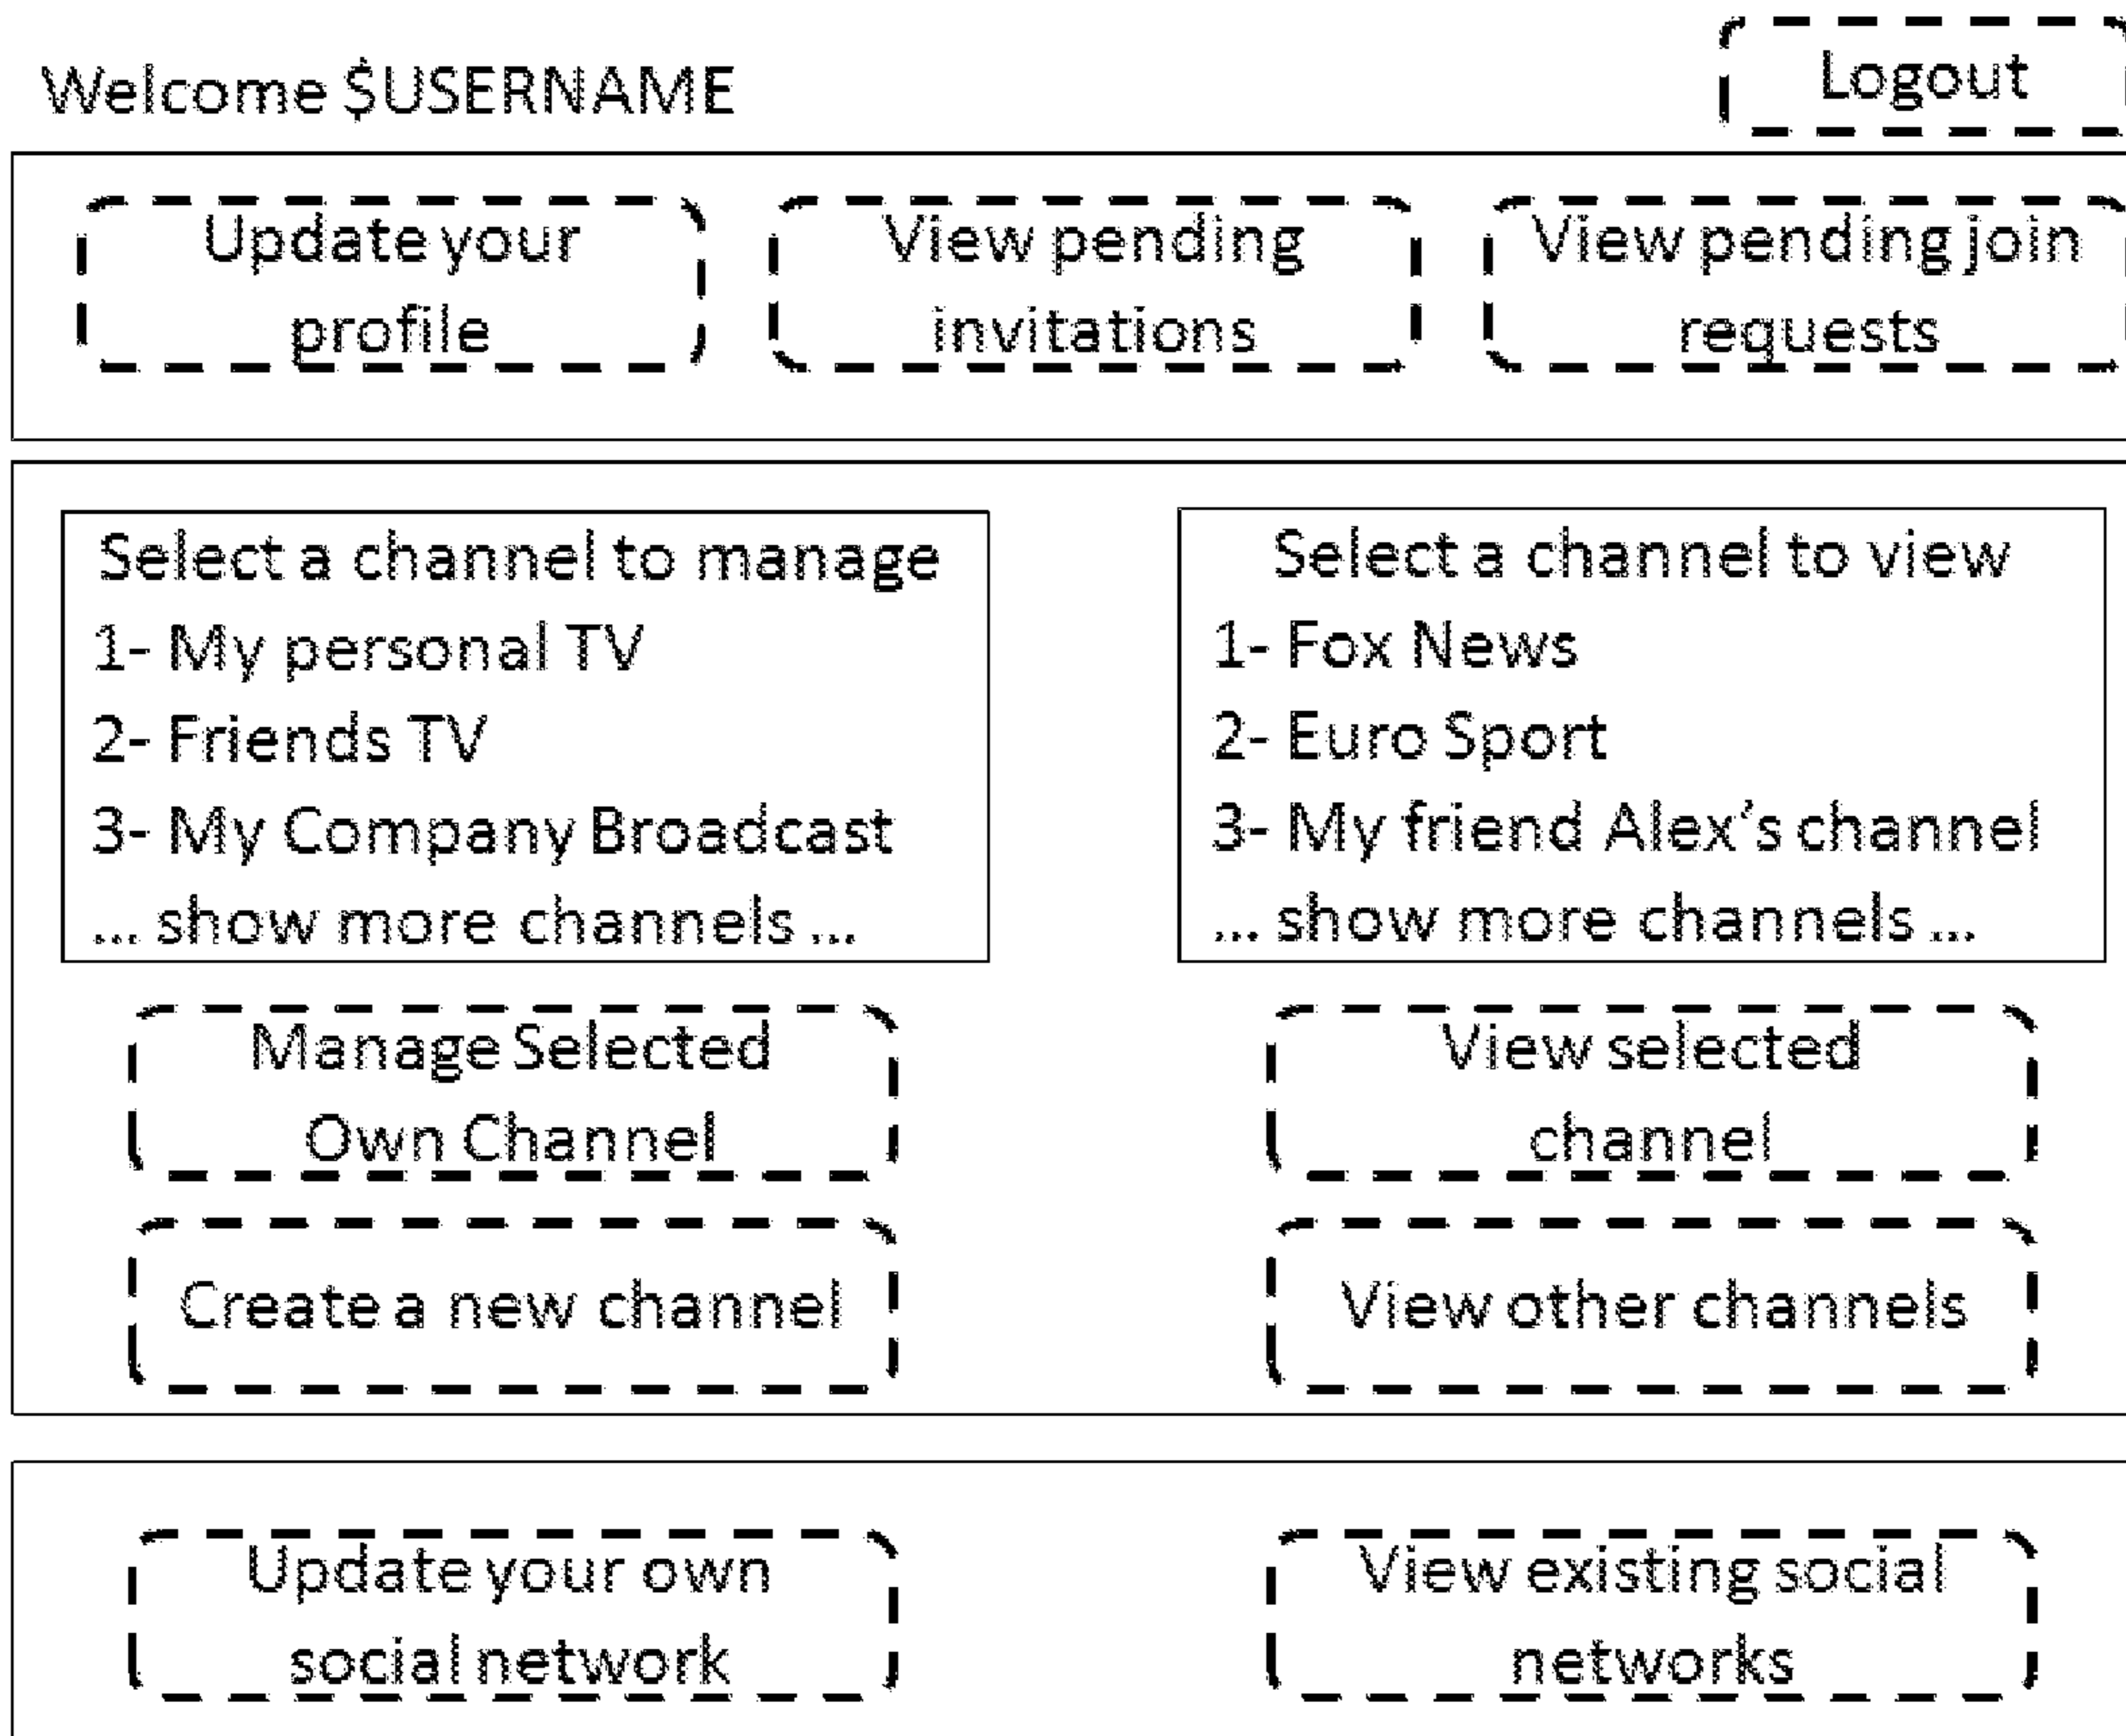 Welcome $USERNAME
Logout
Update your
profile
View pending
invitations
View pending join
requests
Select a channel to manage
1- My personal TV
2- Friends TV
3- My Company Broadcast
... show more channels ...
Select a channel to view
1- Fox News
2- Euro Sport
3- My friend Alex's channel
... show more channels ...
Manage Selected
Own Channel
View selected
channel
Create a new channel
View other channels
Update your own
social network
View existing social
networks